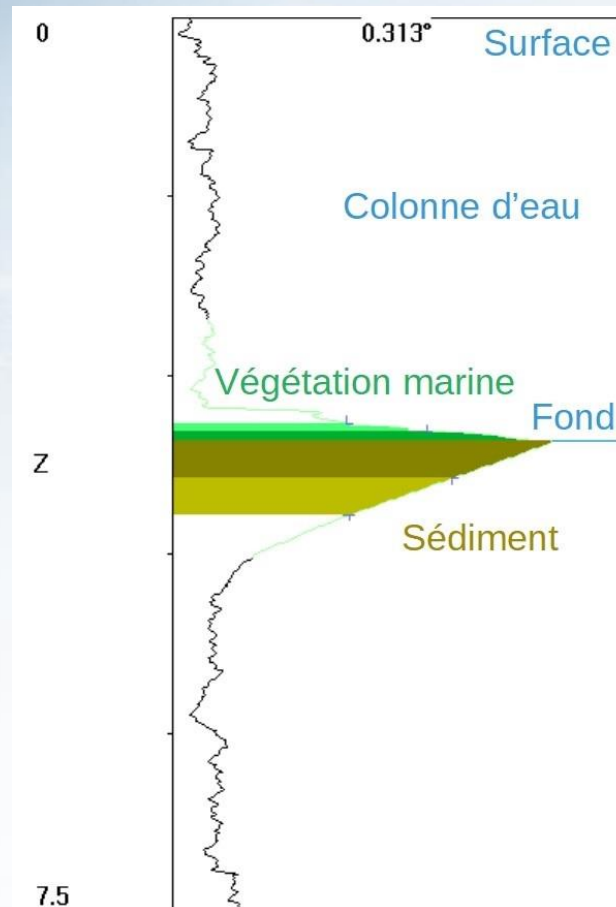 0
0.313°
Surface
Colonne d'eau
Végétation marine
Fond
Z
Sédiment
7.5